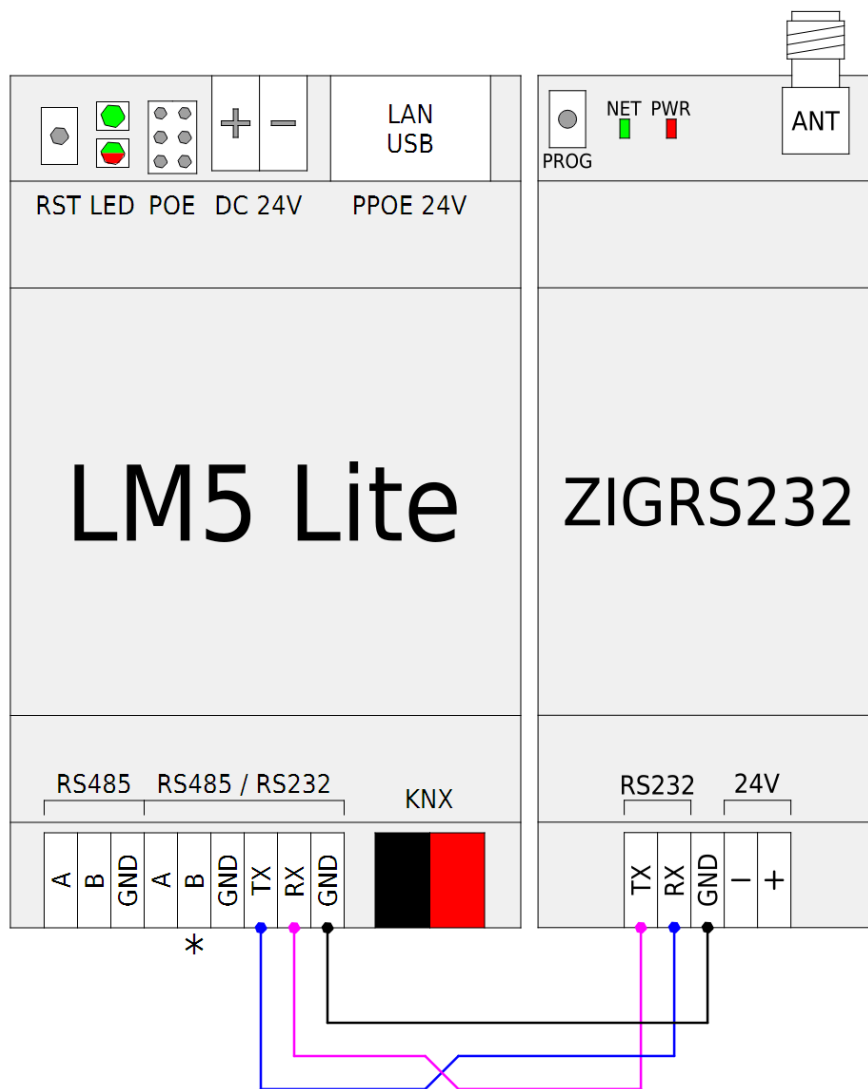 LAN
USB
+ −
RST LED POE DC 24V PPOE 24V
NET PWR
PROG
ANT
LM5 Lite
ZIGRS232
RS485 RS485 / RS232 KNX
A B GND A B GND TX RX GND
*
RS232 24V
TX RX GND − +